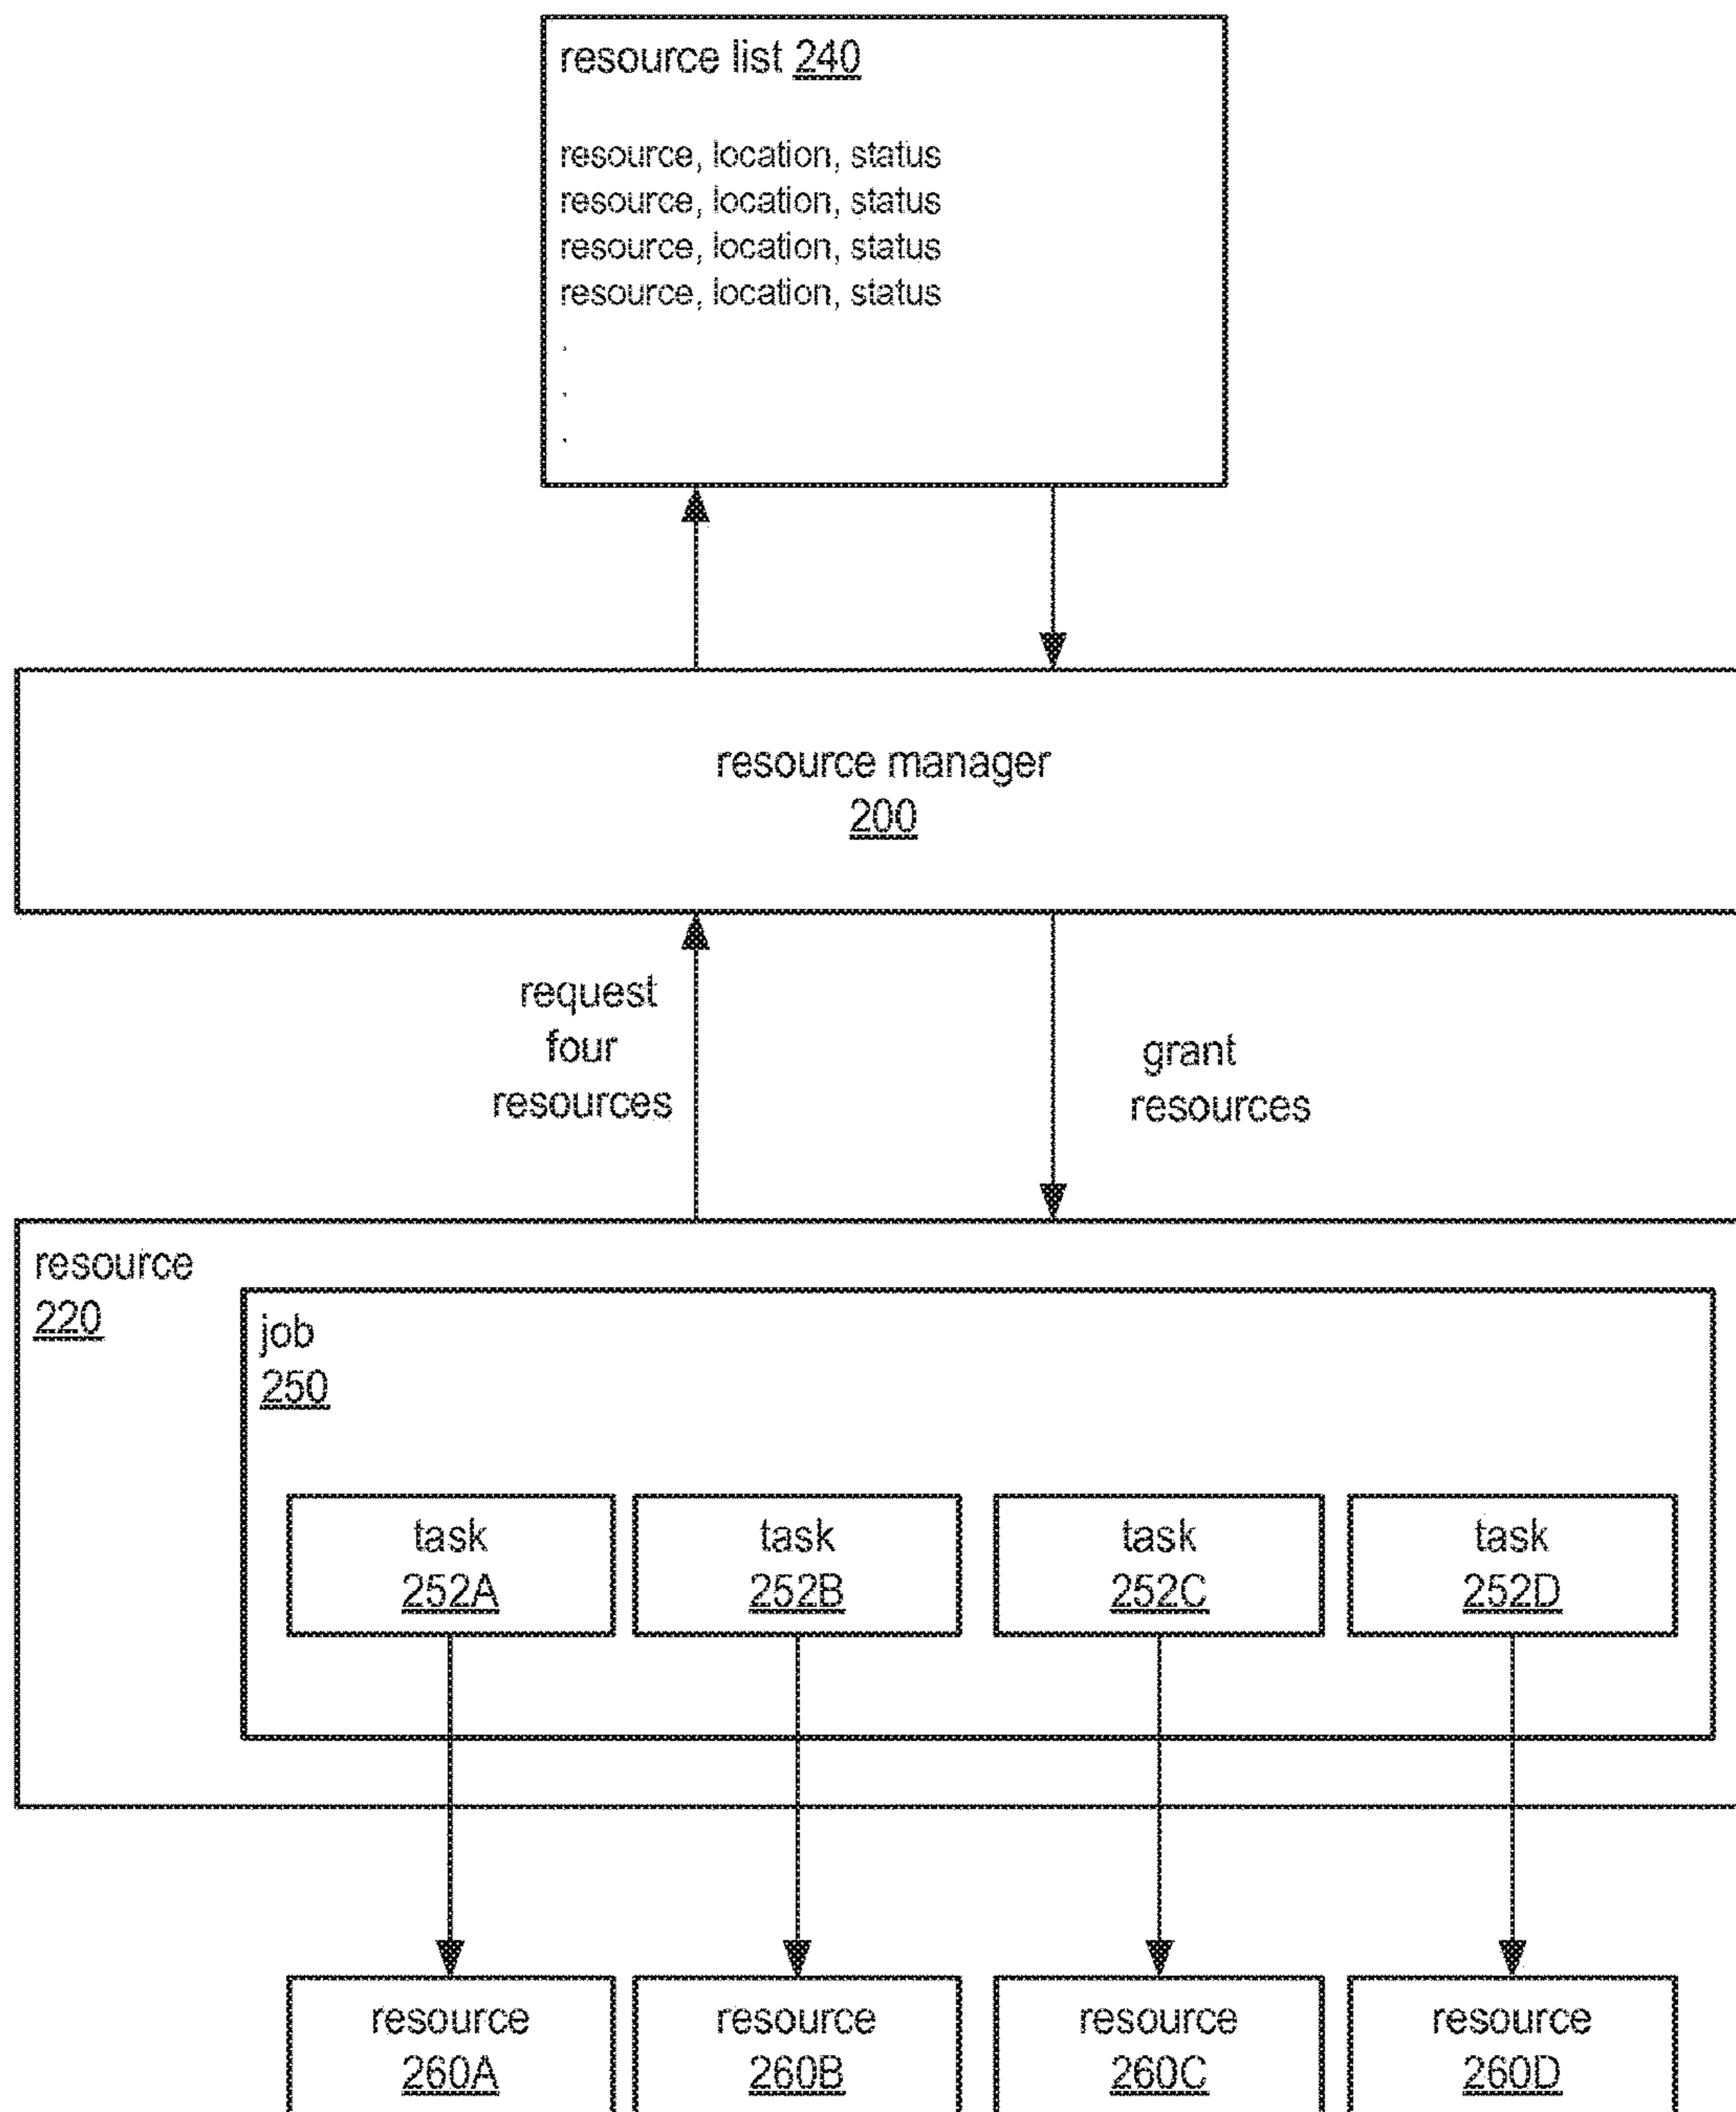 resource list 240
resource, location, status
resource, location, status
resource, location, status
resource, location, status
.
.
.
resource manager
200
request
four
resources
grant
resources
resource
220
job
250
task
252A
task
252B
task
252C
task
252D
resource
260A
resource
260B
resource
260C
resource
260D